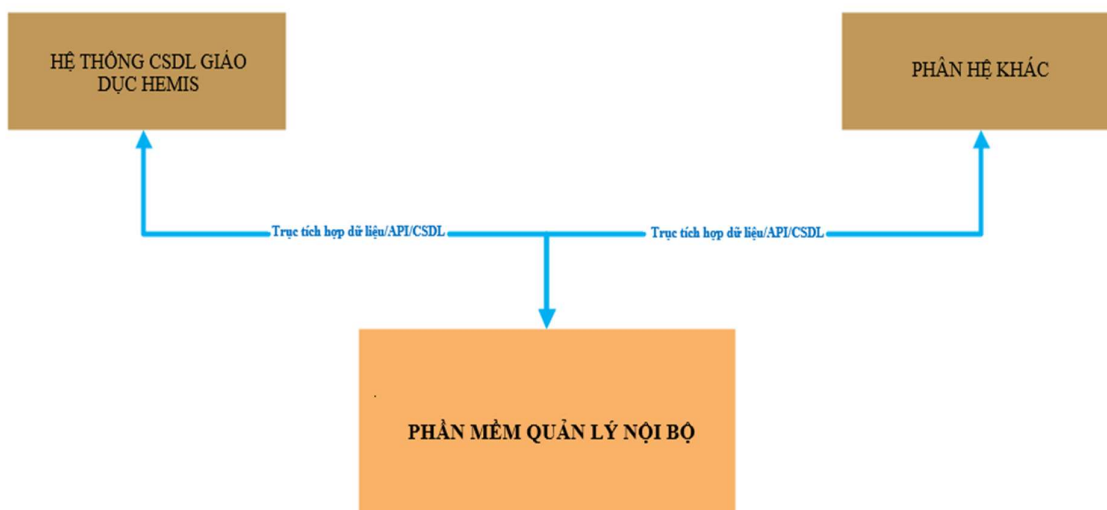 HỆ THỐNG CSDL GIÁO
DỤC HEMIS
PHÂN HỆ KHÁC
Trục tích hợp dữ liệu/API/CSDL
Trục tích hợp dữ liệu/API/CSDL
PHẦN MỀM QUẢN LÝ NỘI BỘ